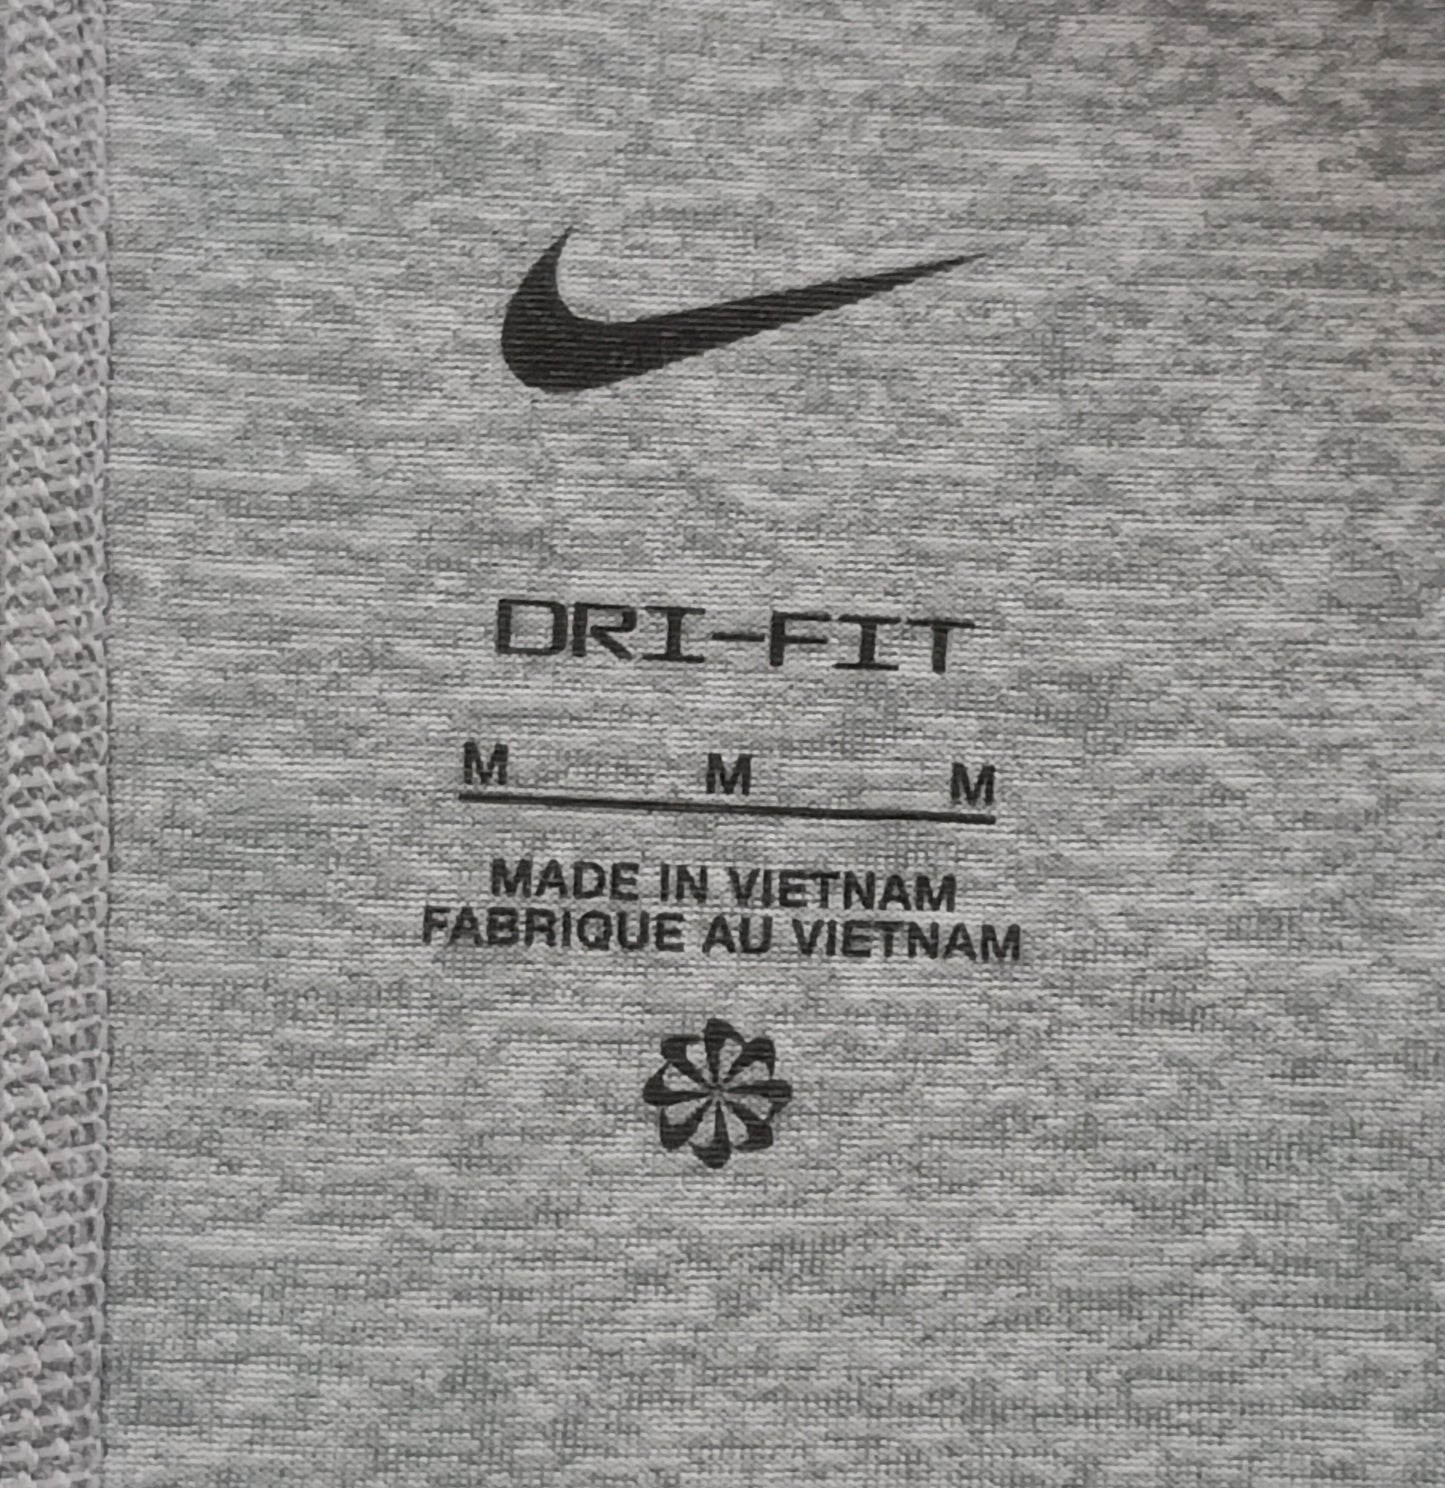 DRI-FIT
M M M
MADE IN VIETNAM
FABRIQUE AU VIETNAM